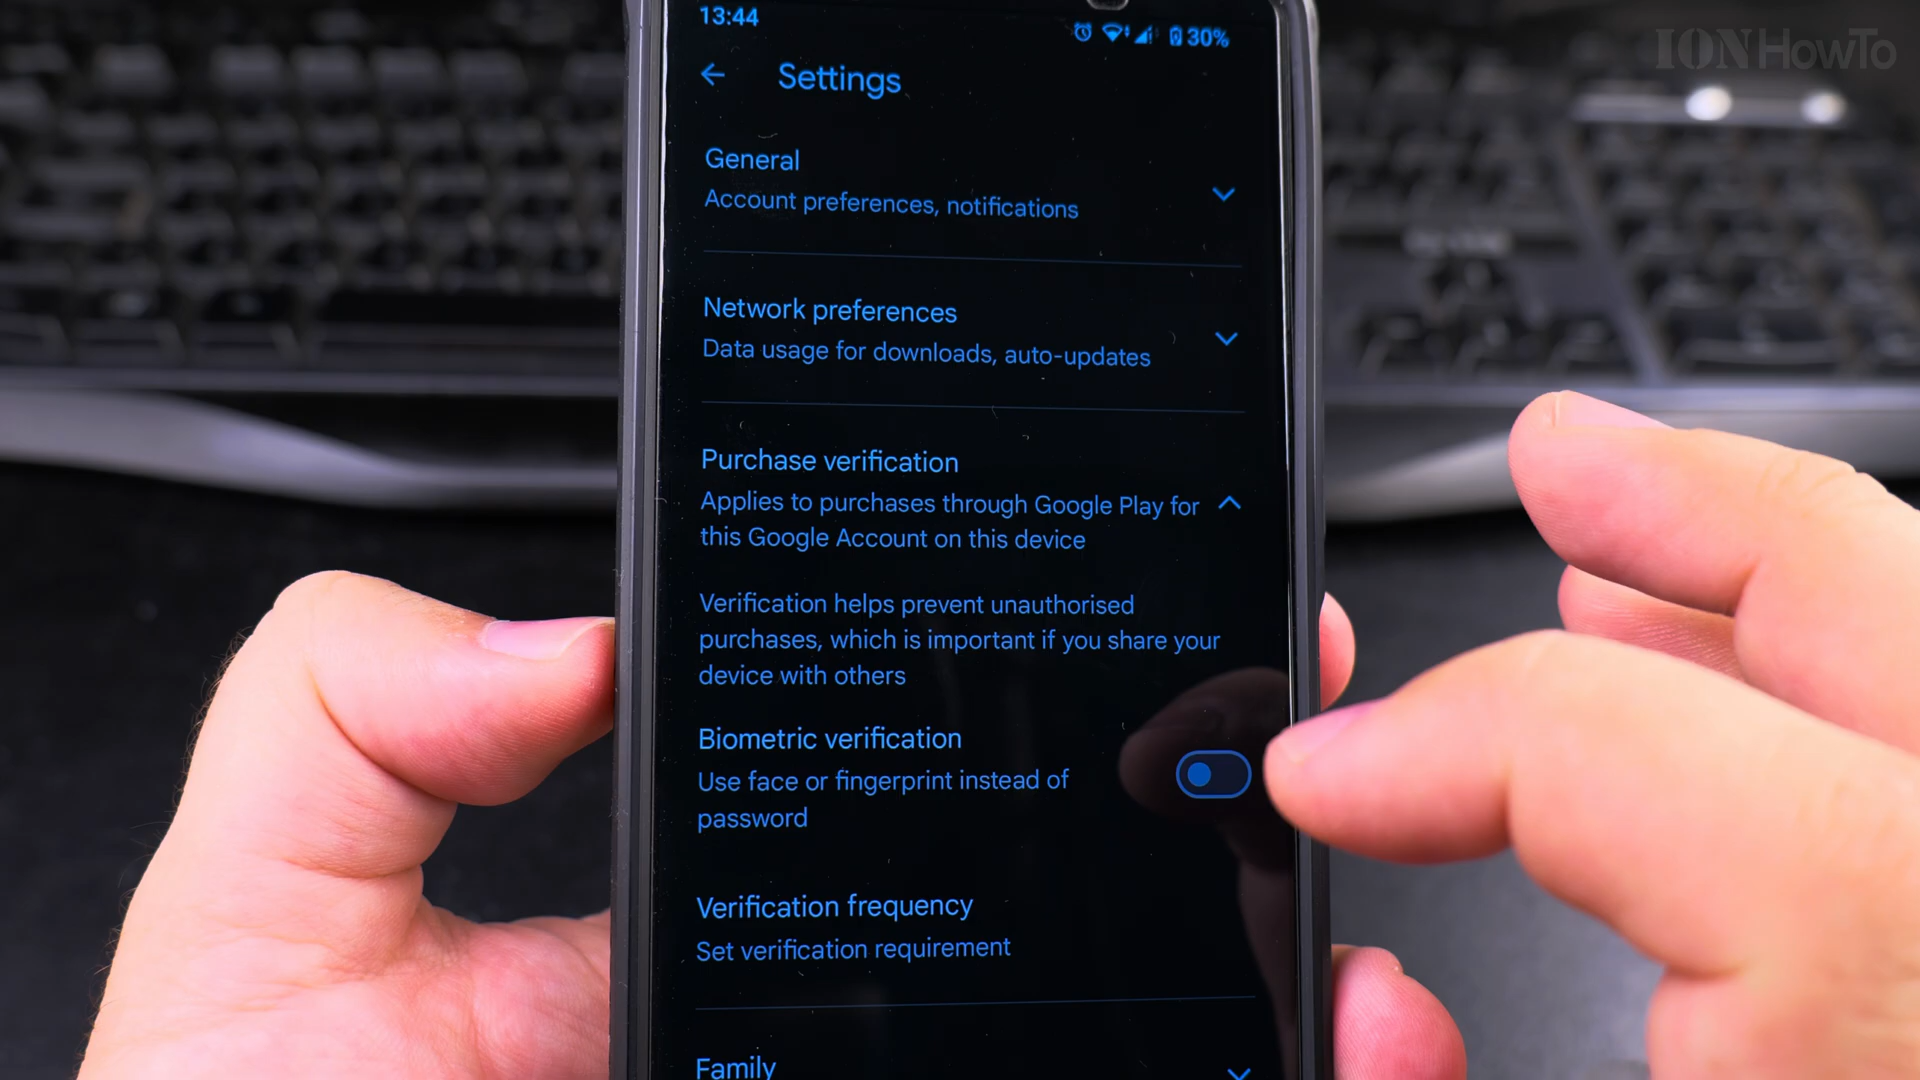 IONHowTo
13:44
30%
Settings
General
Account preferences, notifications
Network preferences
Data usage for downloads, auto-updates
Purchase verification
Applies to purchases through Google Play for
this Google Account on this device
Verification helps prevent unauthorised
purchases, which is important if you share your
device with others
Biometric verification
Use face or fingerprint instead of
password
Verification frequency
Set verification requirement
Family